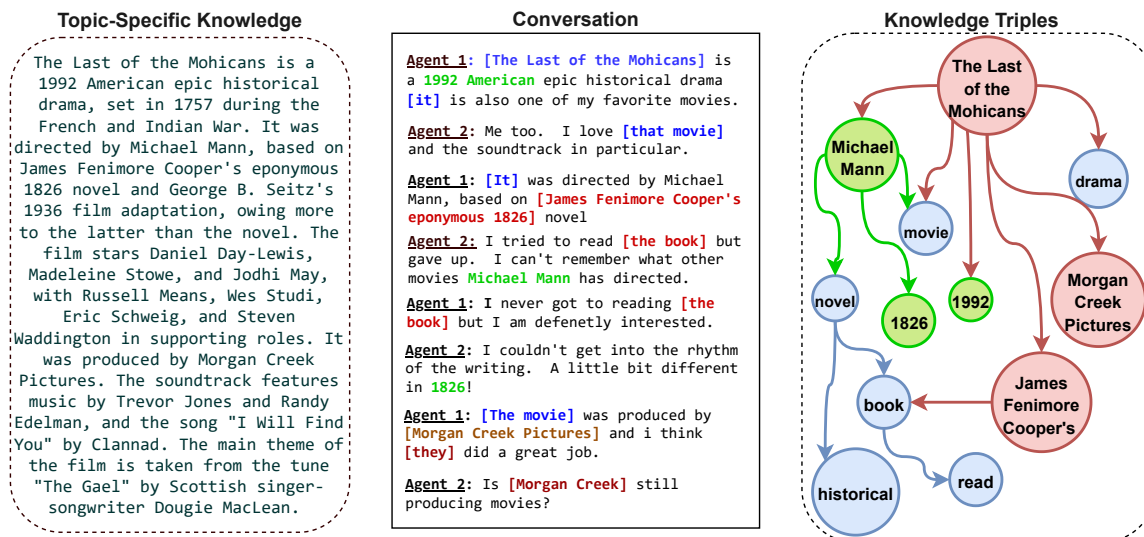 Topic-Specific Knowledge
The Last of the Mohicans is a
1992 American epic historical
drama, set in 1757 during the
French and Indian War. It was
directed by Michael Mann, based on
James Fenimore Cooper's eponymous
1826 novel and George B. Seitz's
1936 film adaptation, owing more
to the latter than the novel. The
film stars Daniel Day-Lewis,
Madeleine Stowe, and Jodhi May,
with Russell Means, Wes Studi,
Eric Schweig, and Steven
Waddington in supporting roles. It
was produced by Morgan Creek
Pictures. The soundtrack features
music by Trevor Jones and Randy
Edelman, and the song "I Will Find
You" by Clannad. The main theme of
the film is taken from the tune
"The Gael" by Scottish singer-
songwriter Dougie MacLean.
Conversation
Agent 1: [The Last of the Mohicans] is
a 1992 American epic historical drama
[it] is also one of my favorite movies.
Agent 2: Me too. I love [that movie]
and the soundtrack in particular.
Agent 1: [It] was directed by Michael
Mann, based on [James Fenimore Cooper's
eponymous 1826] novel
Agent 2: I tried to read [the book] but
gave up. I can't remember what other
movies Michael Mann has directed.
Agent 1: I never got to reading [the
book] but I am defenetly interested.
Agent 2: I couldn't get into the rhythm
of the writing. A little bit different
in 1826!
Agent 1: [The movie] was produced by
[Morgan Creek Pictures] and i think
[they] did a great job.
Agent 2: Is [Morgan Creek] still
producing movies?
Knowledge Triples
The Last
of the
Mohicans
Michael
Mann
drama
movie
novel
1826
1992
Morgan
Creek
Pictures
book
James
Fenimore
Cooper's
historical
read